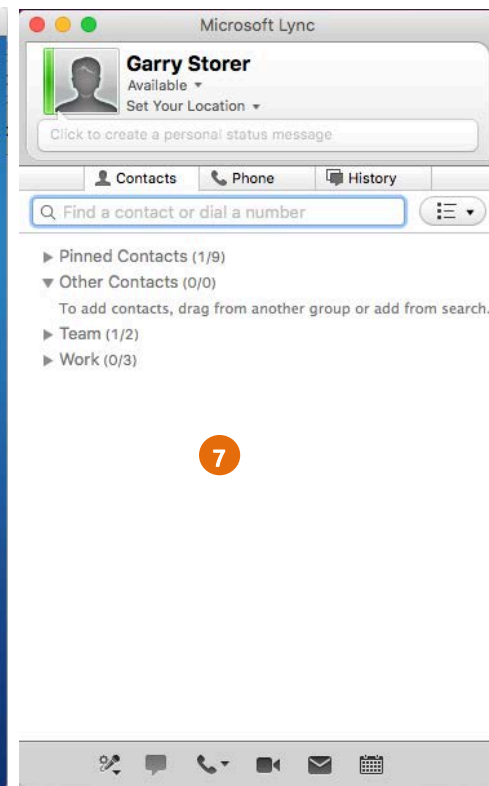 Microsoft Lync
Garry Storer
Available
Set Your Location
Click to create a personal status message
Contacts Phone History
Find a contact or dial a number
Pinned Contacts (1/9)
Other Contacts (0/0)
To add contacts, drag from another group or add from search.
Team (1/2)
Work (0/3)
7